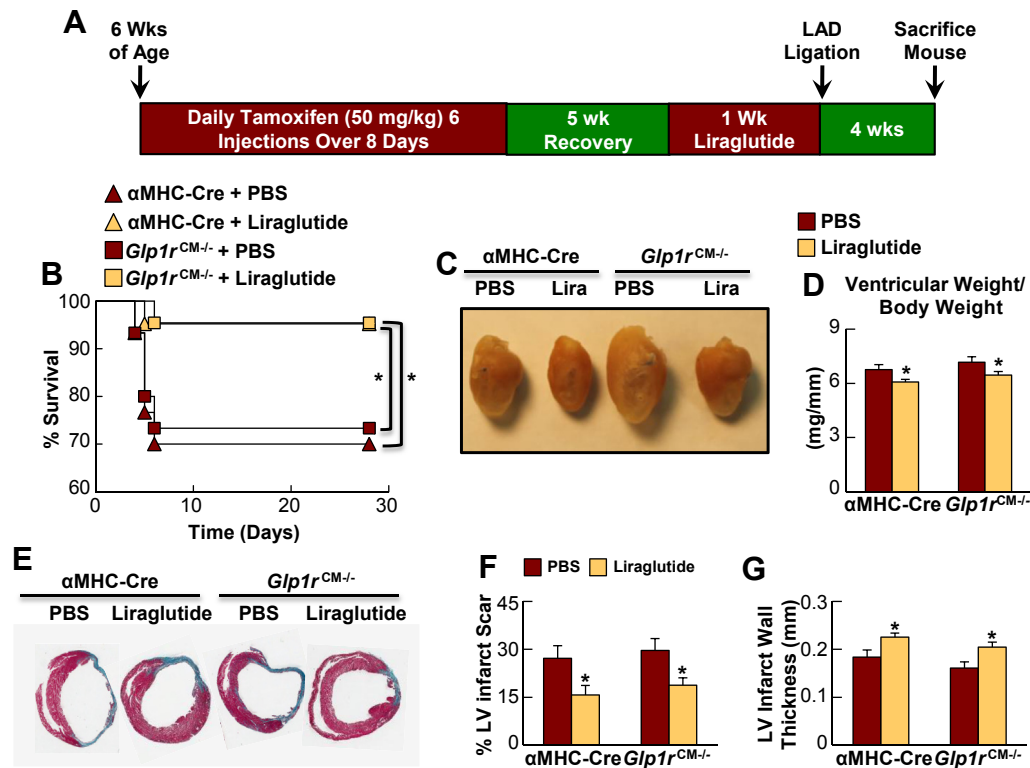 A
6 Wks
of Age
LAD
Ligation
Sacrifice
Mouse
Daily Tamoxifen (50 mg/kg) 6
Injections Over 8 Days
5 wk
Recovery
1 Wk
Liraglutide
4 wks
αMHC-Cre + PBS
αMHC-Cre + Liraglutide
Glp1r CM-/- + PBS
Glp1r CM-/- + Liraglutide
B
100
90
80
70
60
% Survival
0
10
20
30
Time (Days)
*
*
C
αMHC-Cre
Glp1r CM-/-
PBS
Lira
PBS
Lira
PBS
Liraglutide
D
Ventricular Weight/
Body Weight
9
6
3
0
(mg/mm)
*
*
αMHC-Cre
Glp1r CM-/-
E
αMHC-Cre
Glp1r CM-/-
PBS
Liraglutide
PBS
Liraglutide
F
PBS
Liraglutide
45
30
15
0
% LV infarct Scar
*
*
αMHC-Cre
Glp1r CM-/-
G
0.3
0.2
0.1
0
LV Infarct Wall
Thickness (mm)
*
*
αMHC-Cre
Glp1r CM-/-